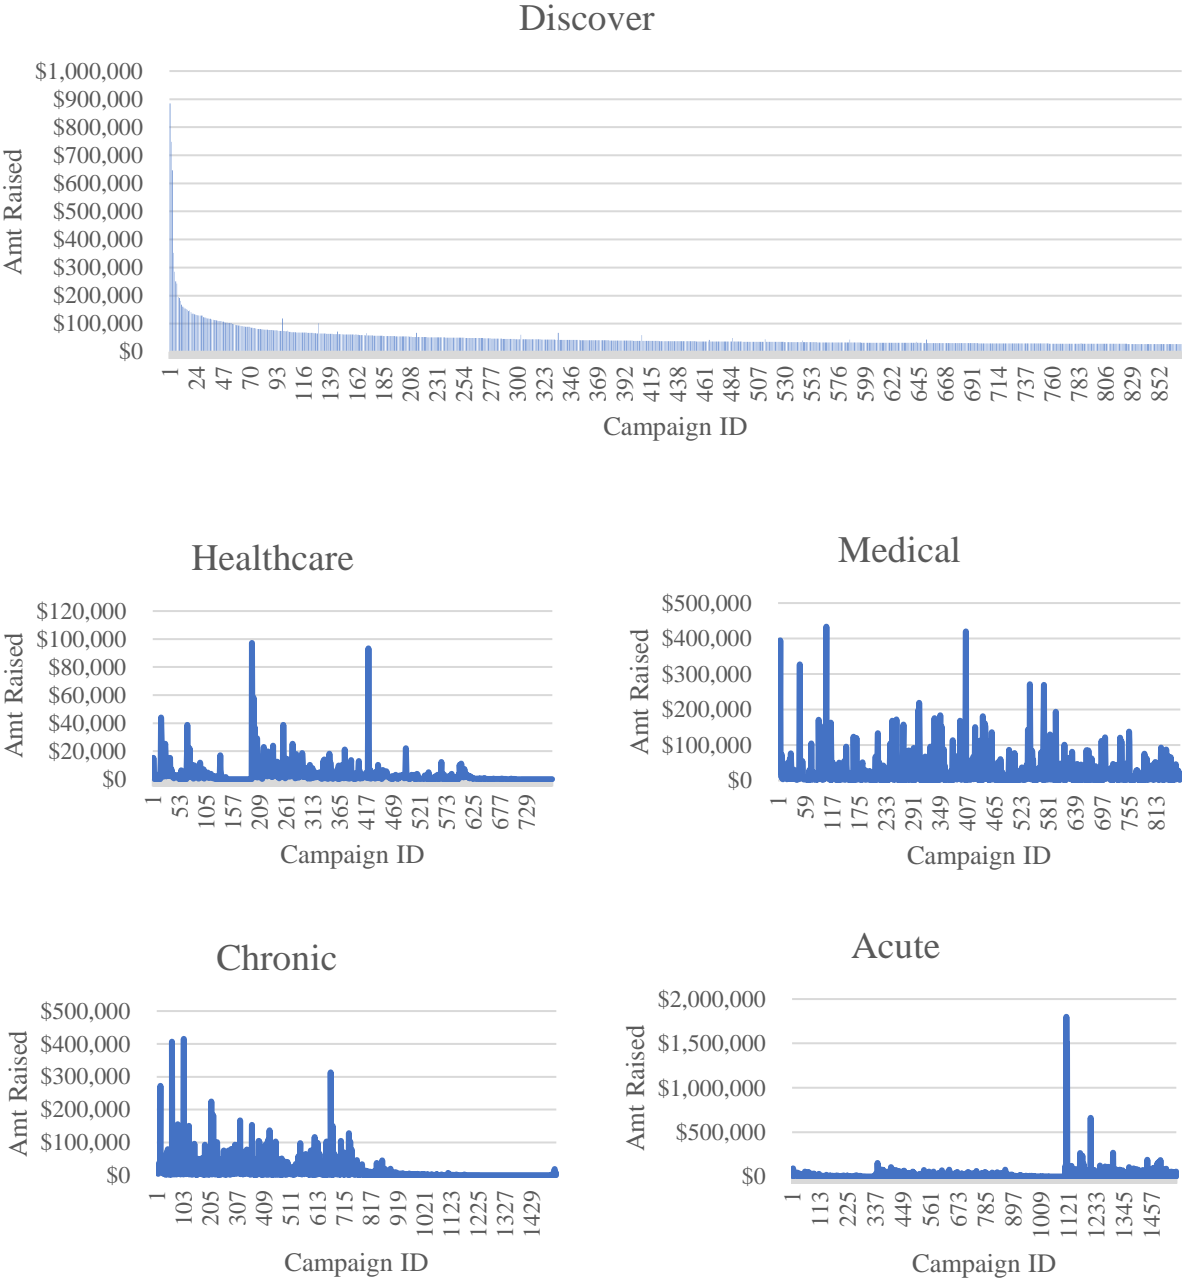 Discover
$1,000,000
$900,000
$800,000
$700,000
$600,000
$500,000
$400,000
$300,000
$200,000
$100,000
$0
Amt Raised
1 24 47 70 93 116 139 162 185 208 231 254 277 300 323 346 369 392 415 438 461 484 507 530 553 576 599 622 645 668 691 714 737 760 783 806 829 852
Campaign ID
Healthcare
$120,000
$100,000
$80,000
$60,000
$40,000
$20,000
$0
Amt Raised
1 53 105 157 209 261 313 365 417 469 521 573 625 677 729
Campaign ID
Medical
$500,000
$400,000
$300,000
$200,000
$100,000
$0
Amt Raised
1 59 117 175 233 291 349 407 465 523 581 639 697 755 813
Campaign ID
Chronic
$500,000
$400,000
$300,000
$200,000
$100,000
$0
Amt Raised
1 103 205 307 409 511 613 715 817 919 1021 1123 1225 1327 1429
Campaign ID
Acute
$2,000,000
$1,500,000
$1,000,000
$500,000
$0
Amt Raised
1 113 225 337 449 561 673 785 897 1009 1121 1233 1345 1457
Campaign ID